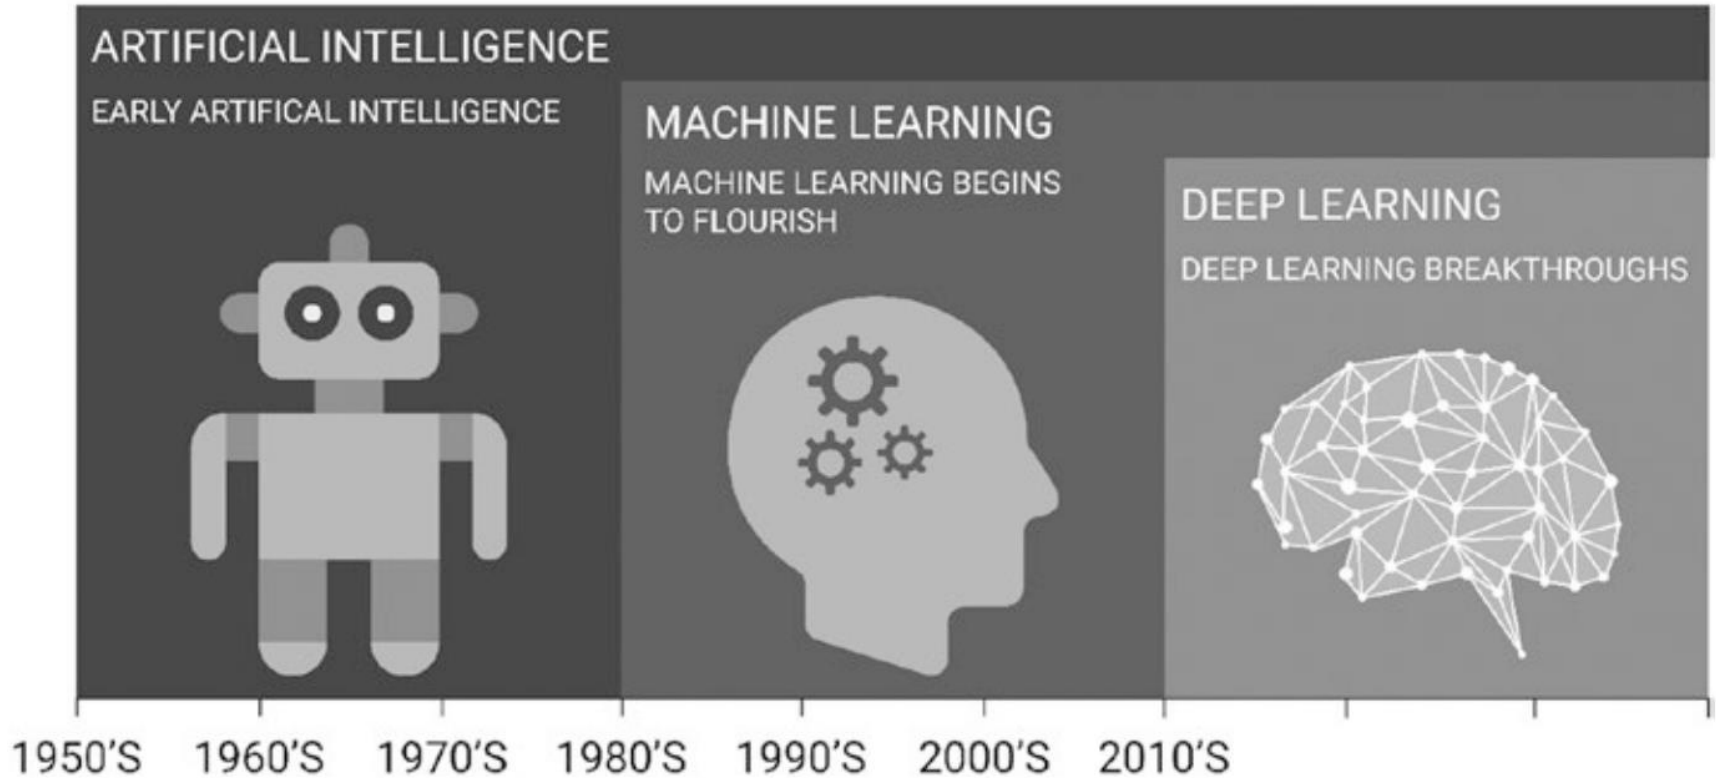 ARTIFICIAL INTELLIGENCE
EARLY ARTIFICAL INTELLIGENCE
MACHINE LEARNING
MACHINE LEARNING BEGINS
TO FLOURISH
DEEP LEARNING
DEEP LEARNING BREAKTHROUGHS
1950'S 1960'S 1970'S 1980'S 1990'S 2000'S 2010'S